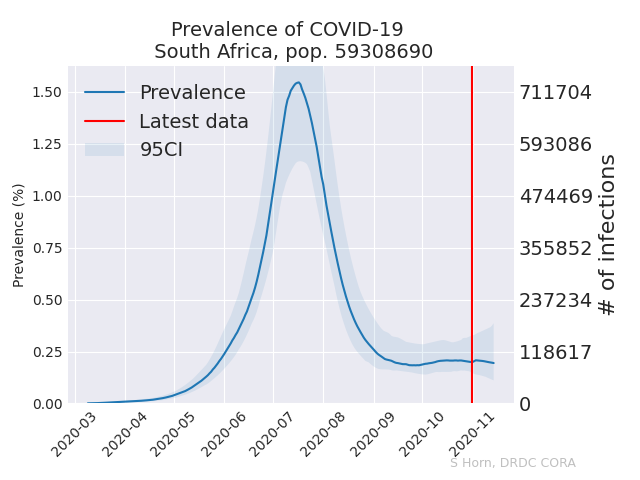 Prevalence of COVID-19
South Africa, pop. 59308690
Prevalence
Latest data
95CI
Prevalence (%)
1.50
1.25
1.00
0.75
0.50
0.25
0.00
711704
593086
474469
355852
237234
118617
0
# of infections
2020-03
2020-04
2020-05
2020-06
2020-07
2020-08
2020-09
2020-10
2020-11
S Horn, DRDC CORA